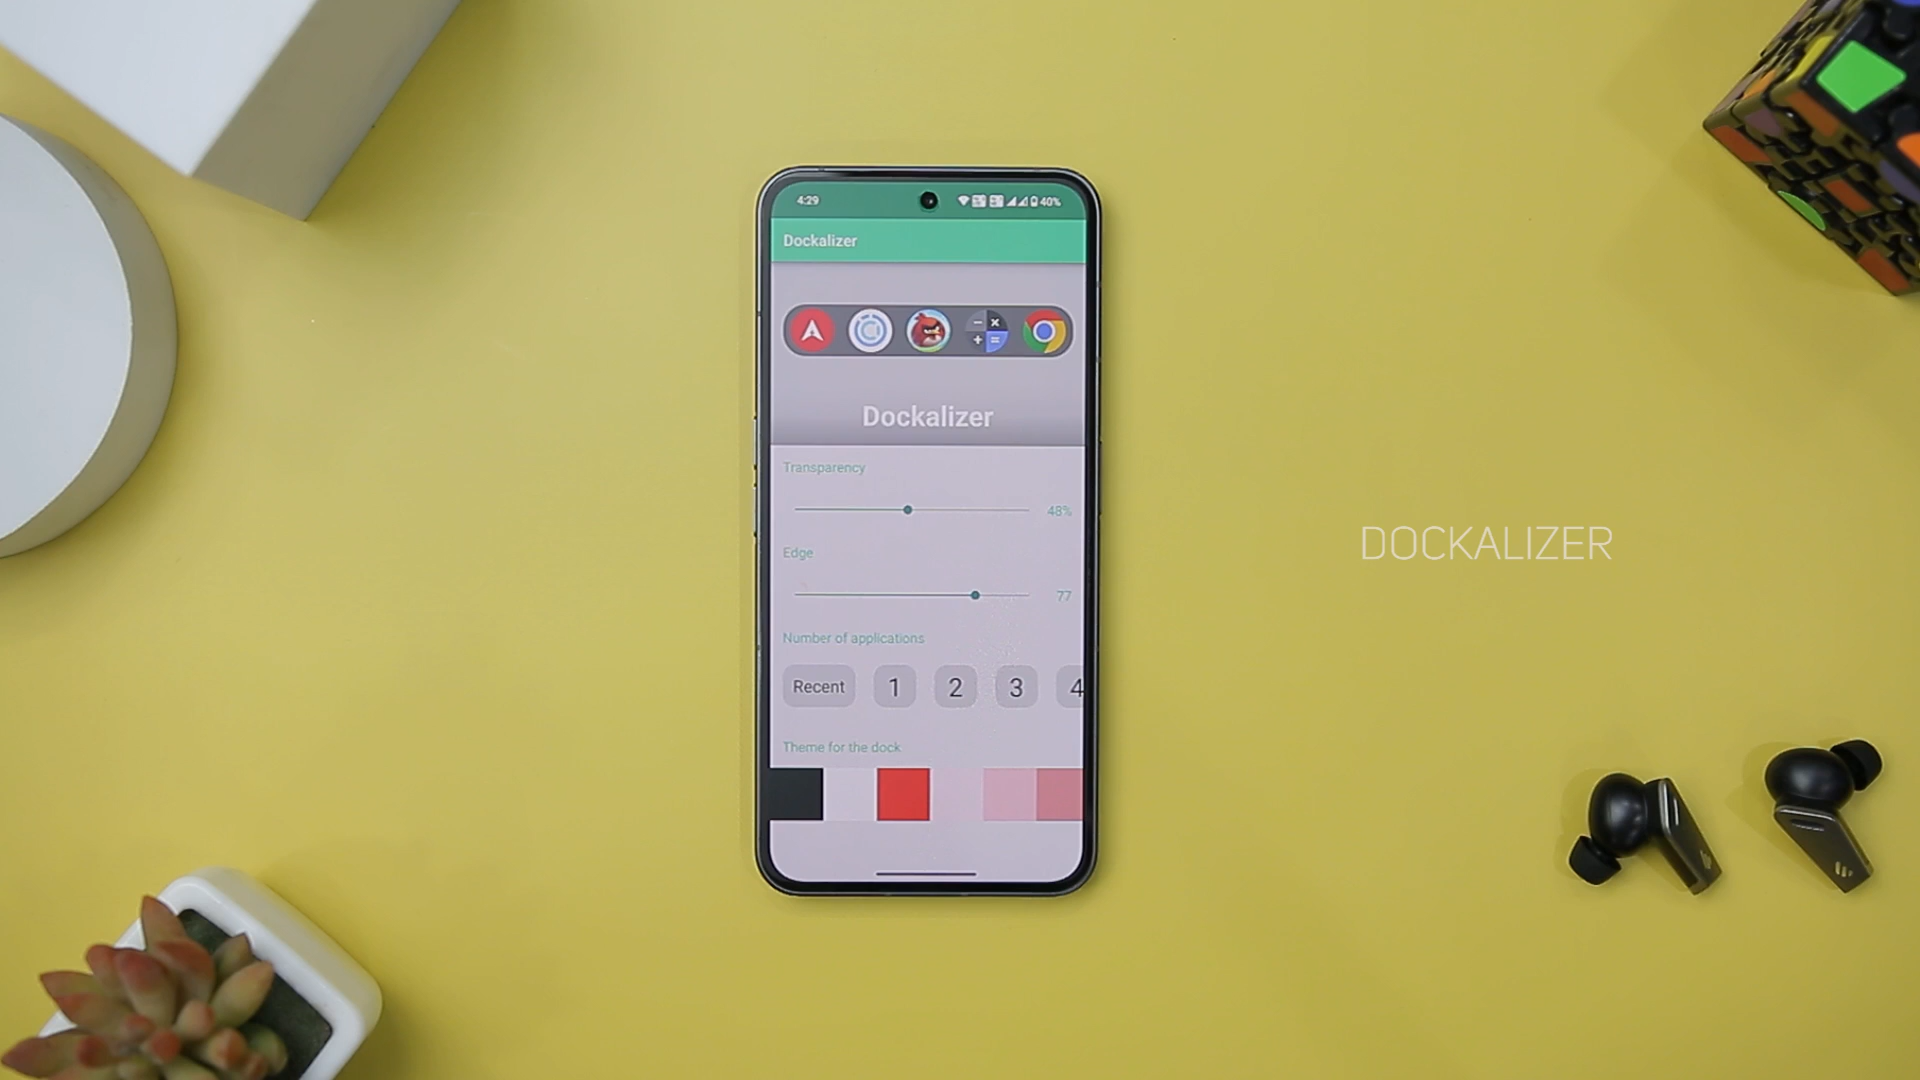 4:29
40%
Dockalizer
Dockalizer
Transparency
48%
Edge
77
Number of applications
Recent 1 2 3 4
Theme for the dock
DOCKALIZER